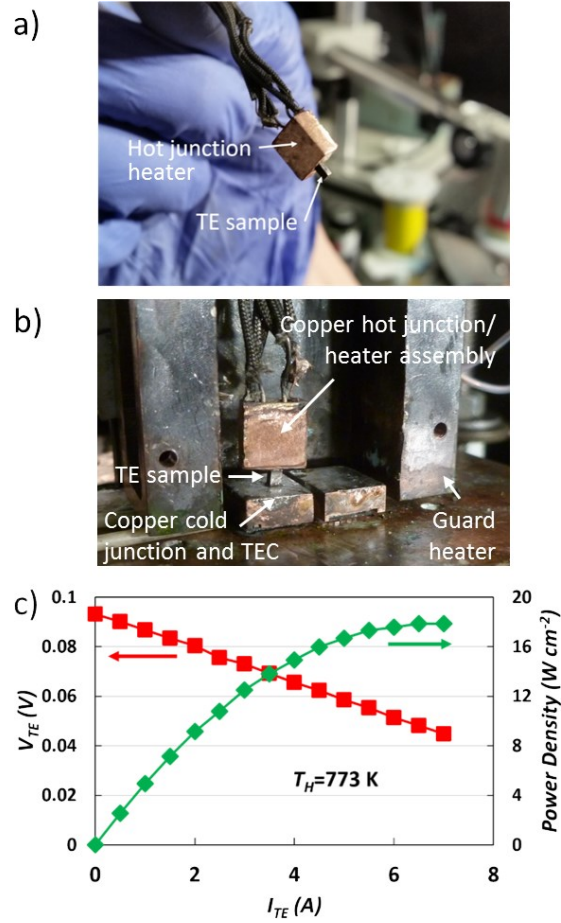 a)
Hot junction
heater
TE sample
b)
Copper hot junction/
heater assembly
TE sample
Copper cold
junction and TEC
Guard
heater
c)
0.1
0.08
0.06
0.04
0.02
0
V_TE (V)
20
16
12
8
4
0
Power Density (W cm⁻²)
T_H=773 K
0 2 4 6 8
I_TE (A)